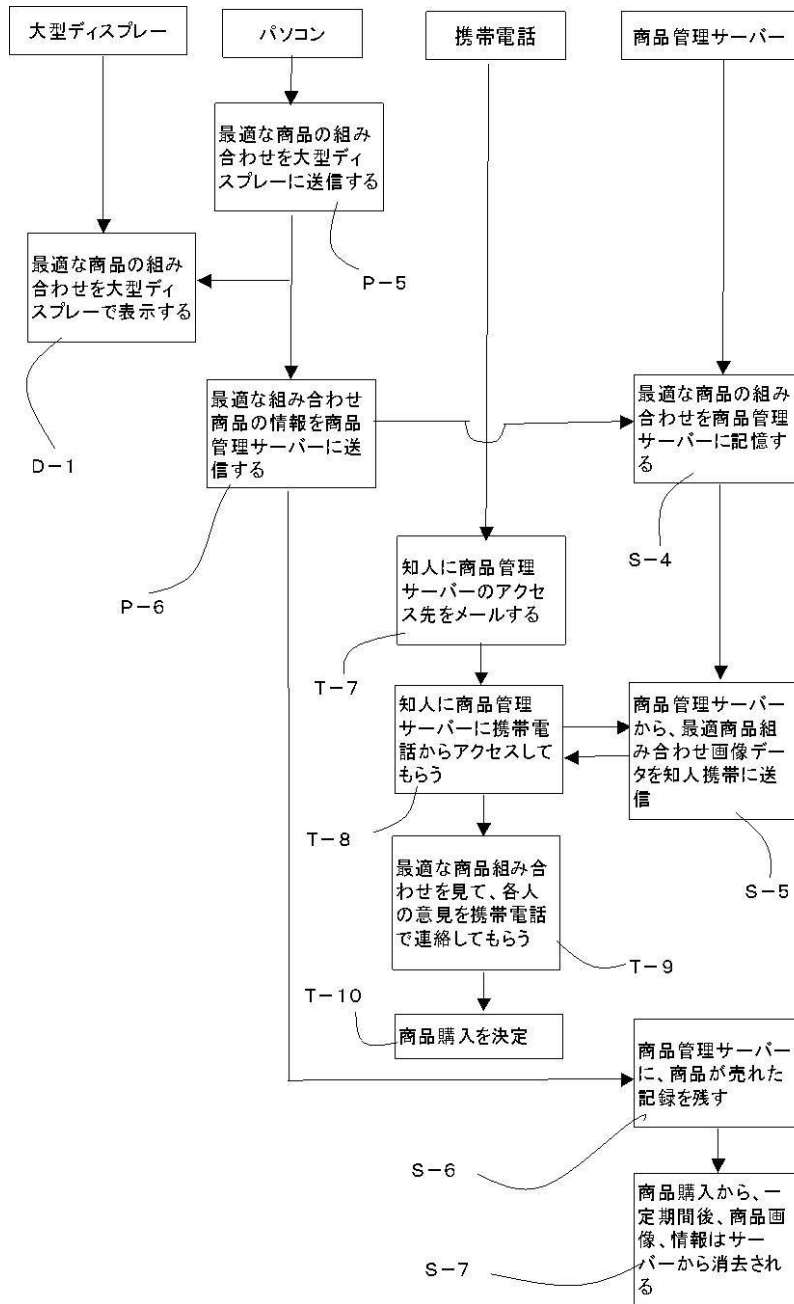 大型ディスプレー
パソコン
携帯電話
商品管理サーバー
最適な商品の組み
合わせを大型ディ
スプレーに送信する
P-5
最適な商品の組み
合わせを大型ディ
スプレーで表示する
D-1
最適な組み合わせ
商品の情報を商品
管理サーバーに送
信する
P-6
最適な商品の組み
合わせを商品管理
サーバーに記憶す
る
S-4
知人に商品管理
サーバーのアクセ
ス先をメールする
T-7
知人に商品管理
サーバーに携帯電
話からアクセスして
もらう
T-8
商品管理サーバー
から、最適商品組
み合わせ画像デー
タを知人携帯に送
信
S-5
最適な商品組み合
わせを見て、各人
の意見を携帯電話
で連絡してもらう
T-9
T-10
商品購入を決定
商品管理サーバー
に、商品が売れた
記録を残す
S-6
商品購入から、一
定期間後、商品画
像、情報はサー
バーから消去され
る
S-7